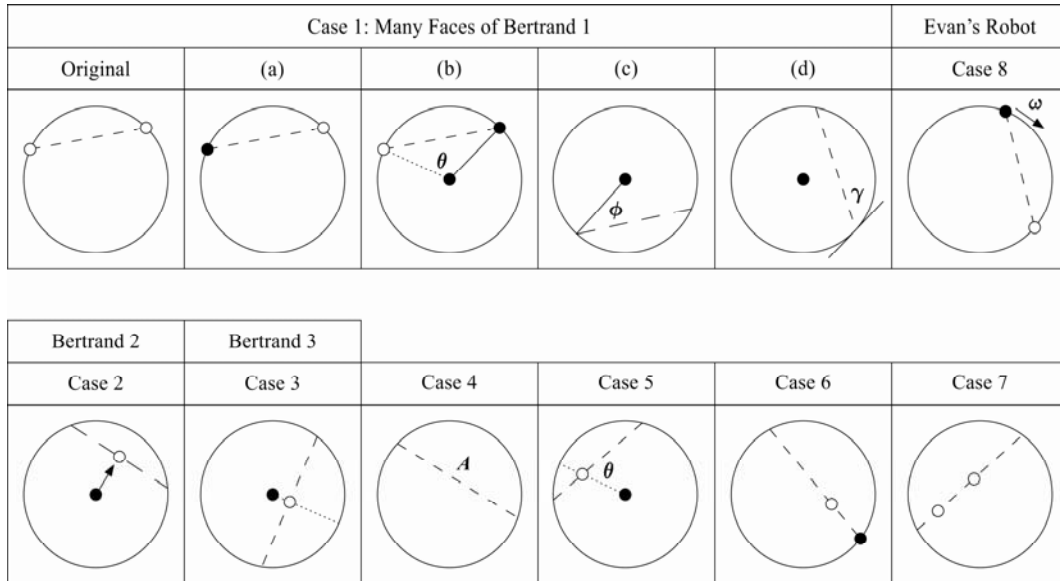 Case 1: Many Faces of Bertrand 1 Evan's Robot
Original (a) (b) (c) (d) Case 8
θ ϕ γ ω
Bertrand 2 Bertrand 3
Case 2 Case 3 Case 4 Case 5 Case 6 Case 7
A θ